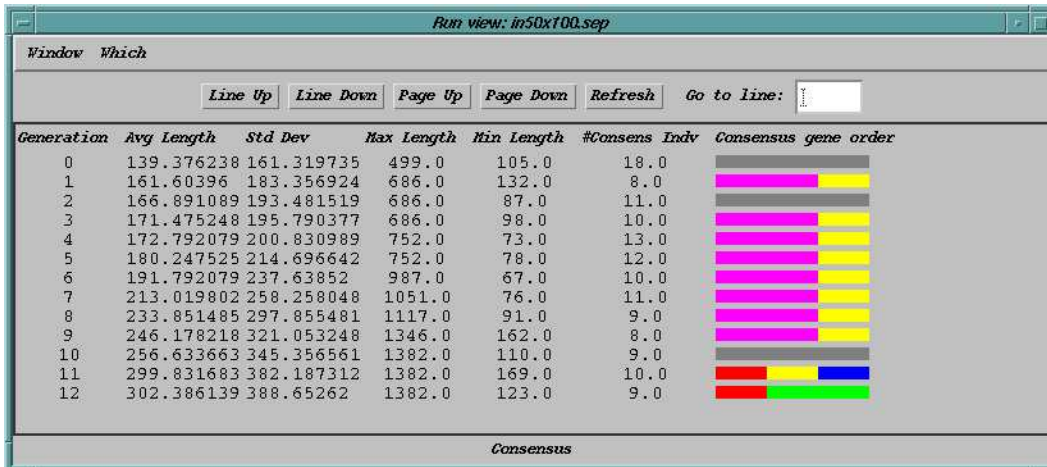 Run view: in50x100.sep
Window Which
Line Up Line Down Page Up Page Down Refresh Go to line:
Generation Avg Length Std Dev Max Length Min Length #Consens Indv Consensus gene order
0 139.376238 161.319735 499.0 105.0 18.0
1 161.60396 183.356924 686.0 132.0 8.0
2 166.891089 193.481519 686.0 87.0 11.0
3 171.475248 195.790377 686.0 98.0 10.0
4 172.792079 200.830989 752.0 73.0 13.0
5 180.247525 214.696642 752.0 78.0 12.0
6 191.792079 237.63852 987.0 67.0 10.0
7 213.019802 258.258048 1051.0 76.0 11.0
8 233.851485 297.855481 1117.0 91.0 9.0
9 246.178218 321.053248 1346.0 162.0 8.0
10 256.633663 345.356561 1382.0 110.0 9.0
11 299.831683 382.187312 1382.0 169.0 10.0
12 302.386139 388.65262 1382.0 123.0 9.0
Consensus